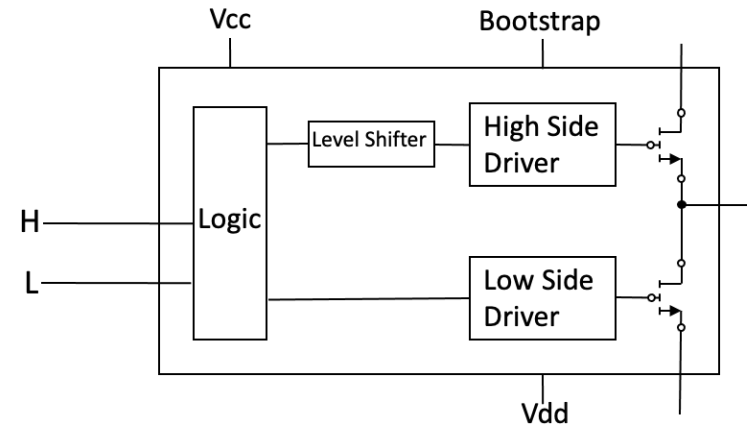 Vcc
Bootstrap
Level Shifter
High Side
Driver
H
Logic
L
Low Side
Driver
Vdd